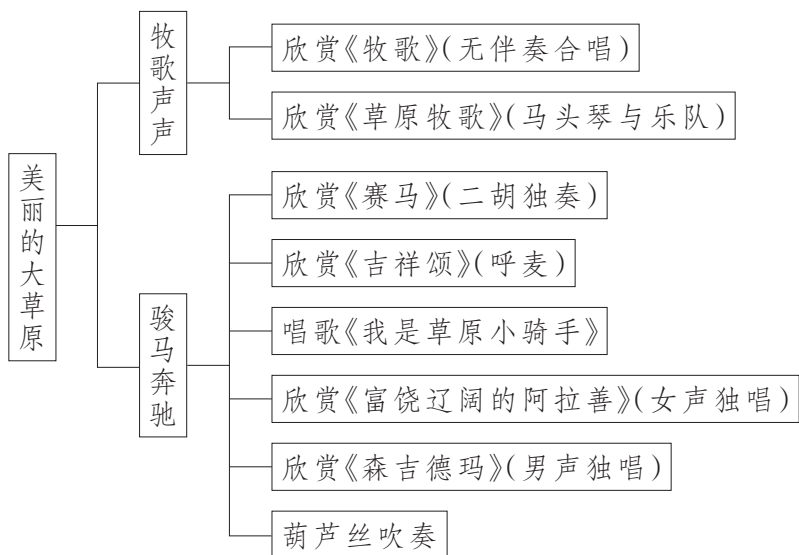 美丽的大草原
牧歌声声
欣赏《牧歌》(无伴奏合唱)
欣赏《草原牧歌》(马头琴与乐队)
骏马奔驰
欣赏《赛马》(二胡独奏)
欣赏《吉祥颂》(呼麦)
唱歌《我是草原小骑手》
欣赏《富饶辽阔的阿拉善》(女声独唱)
欣赏《森吉德玛》(男声独唱)
葫芦丝吹奏